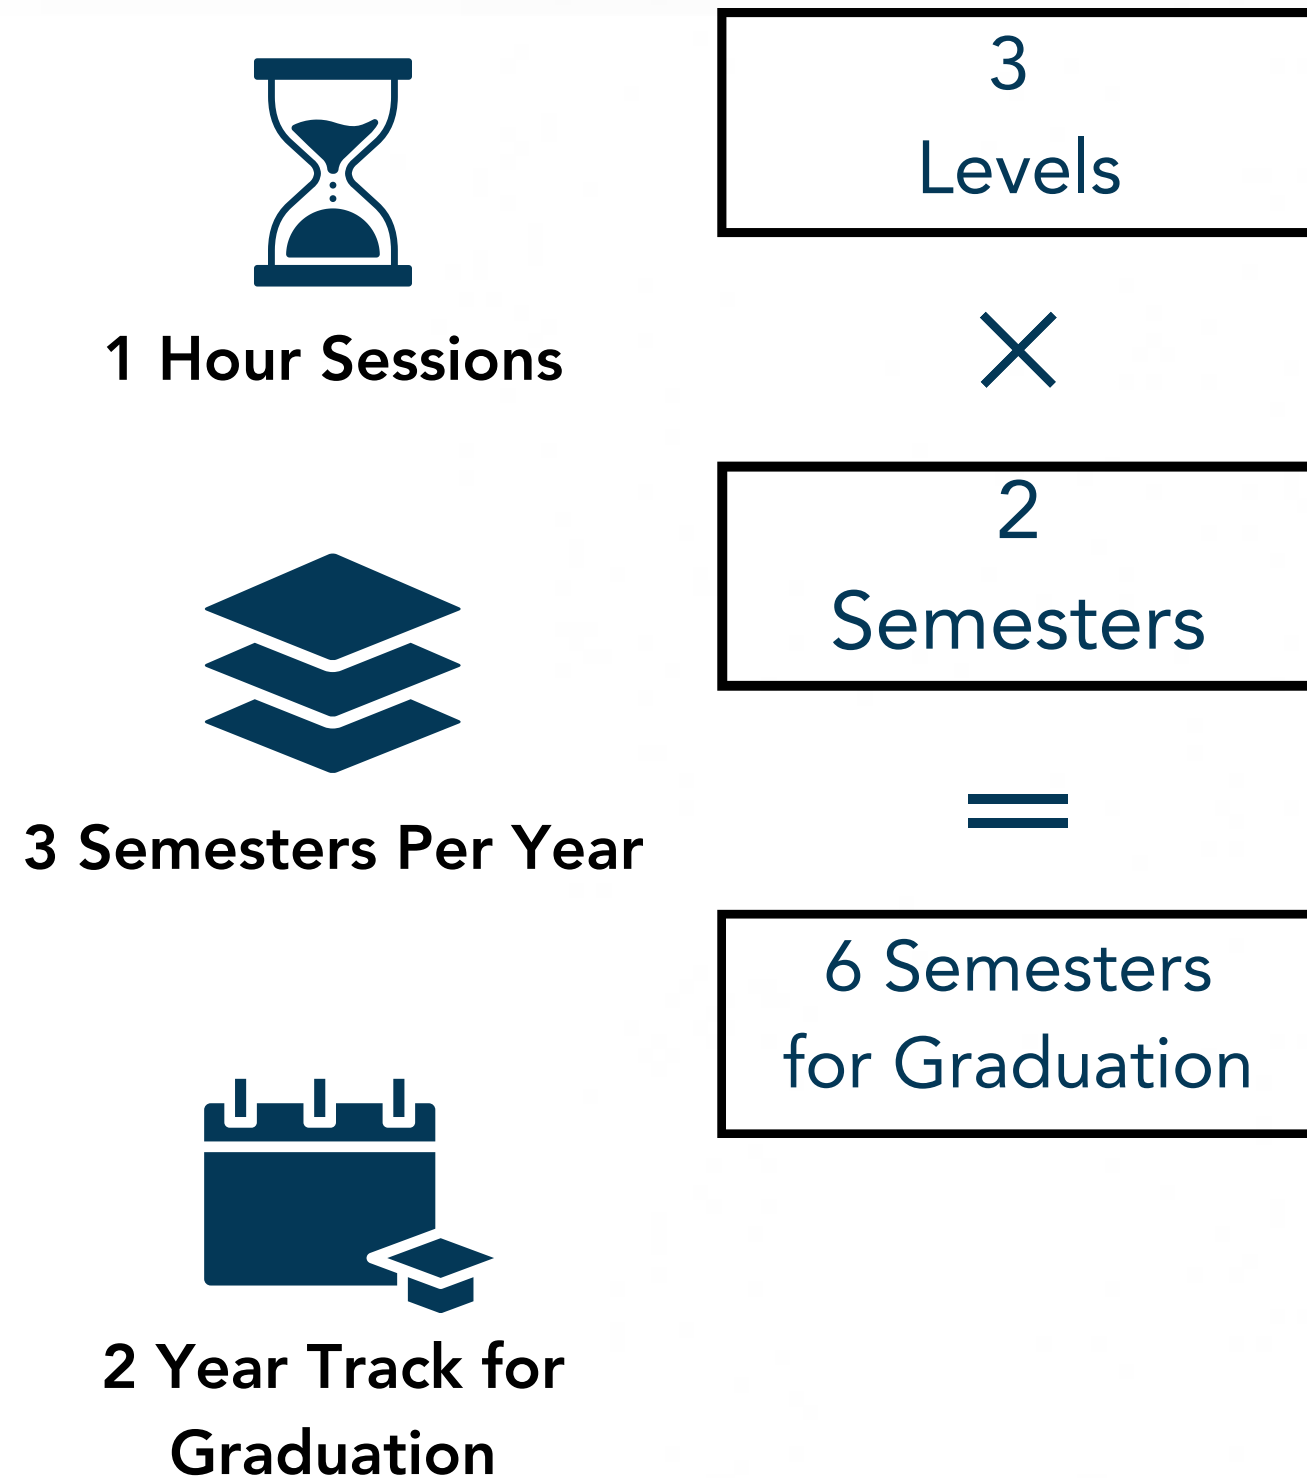 1 Hour Sessions
3 Semesters Per Year
2 Year Track for
Graduation
3
Levels
×
2
Semesters
=
6 Semesters
for Graduation